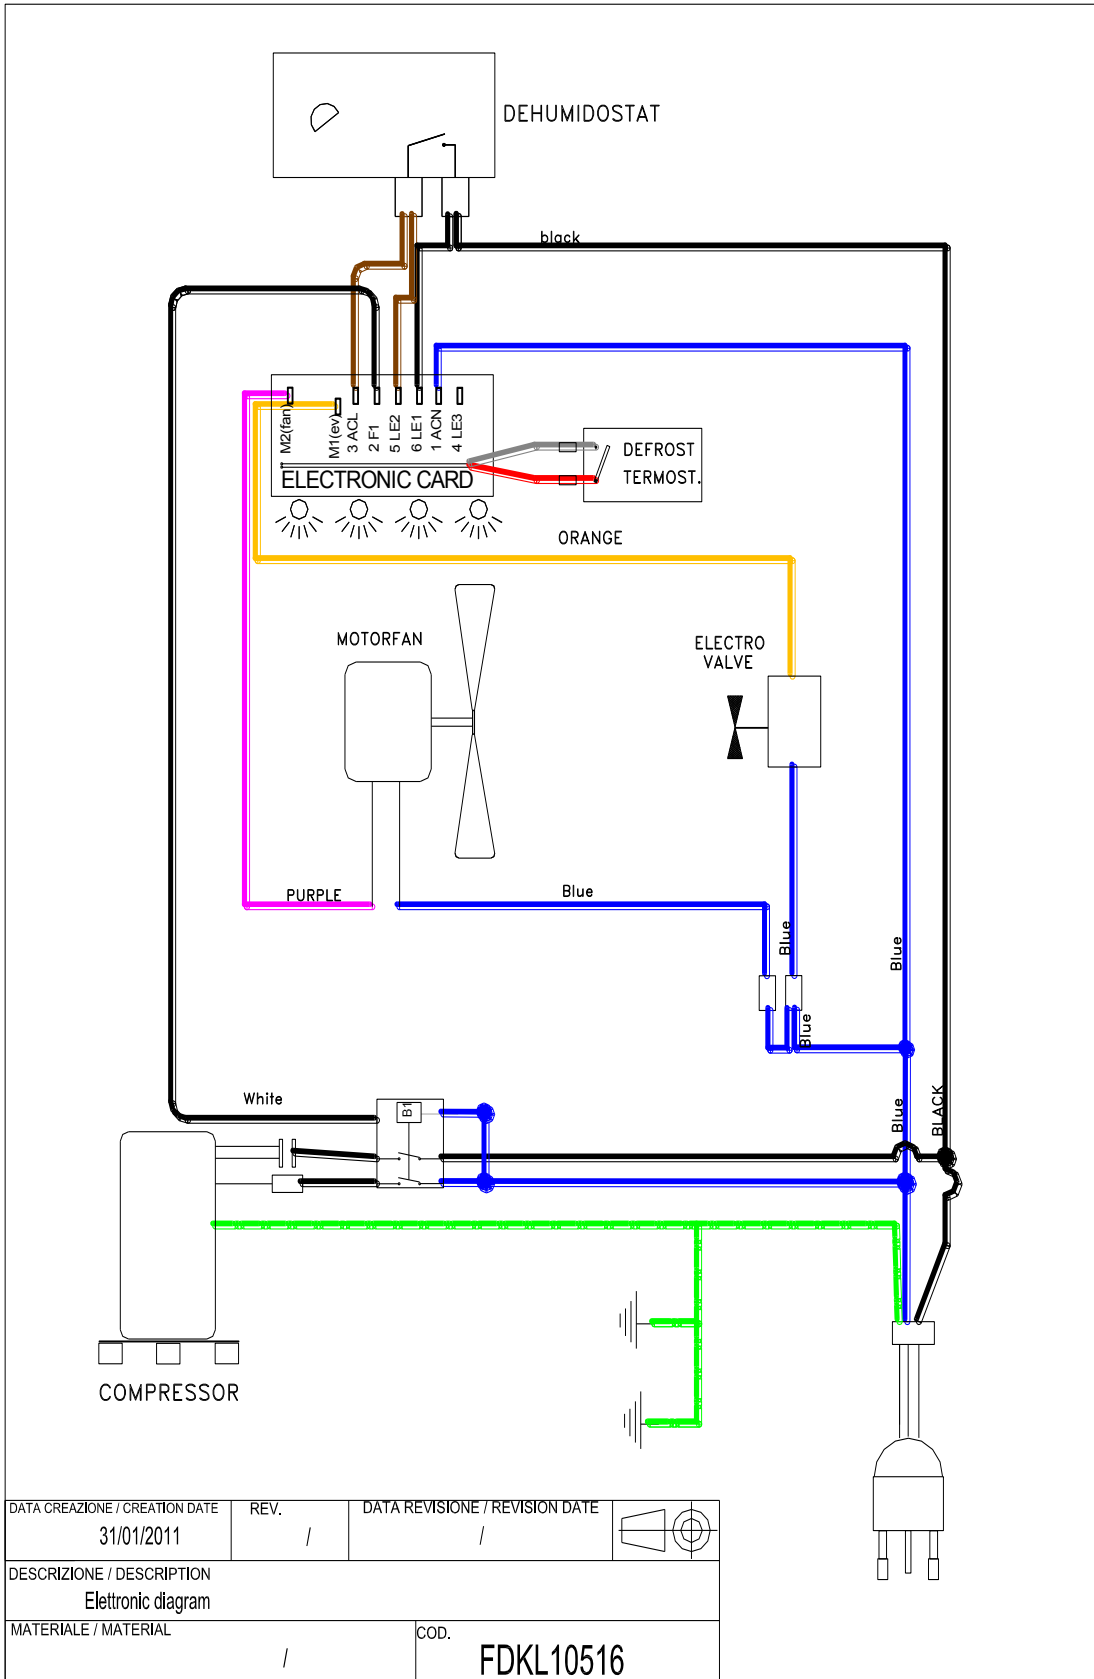 DEHUMIDOSTAT
black
M2(fan)
M1(ev)
3 ACL
2 F1
5 LE2
6 LE1
1 ACN
4 LE3
ELECTRONIC CARD
DEFROST
TERMOST.
ORANGE
MOTORFAN
ELECTRO
VALVE
PURPLE
Blue
Blue
Blue
Blue
White
B1
Blue
BLACK
COMPRESSOR
DATA CREAZIONE / CREATION DATE
31/01/2011
REV.
/
DATA REVISIONE / REVISION DATE
/
DESCRIZIONE / DESCRIPTION
Elettronic diagram
MATERIALE / MATERIAL
/
COD.
FDKL10516